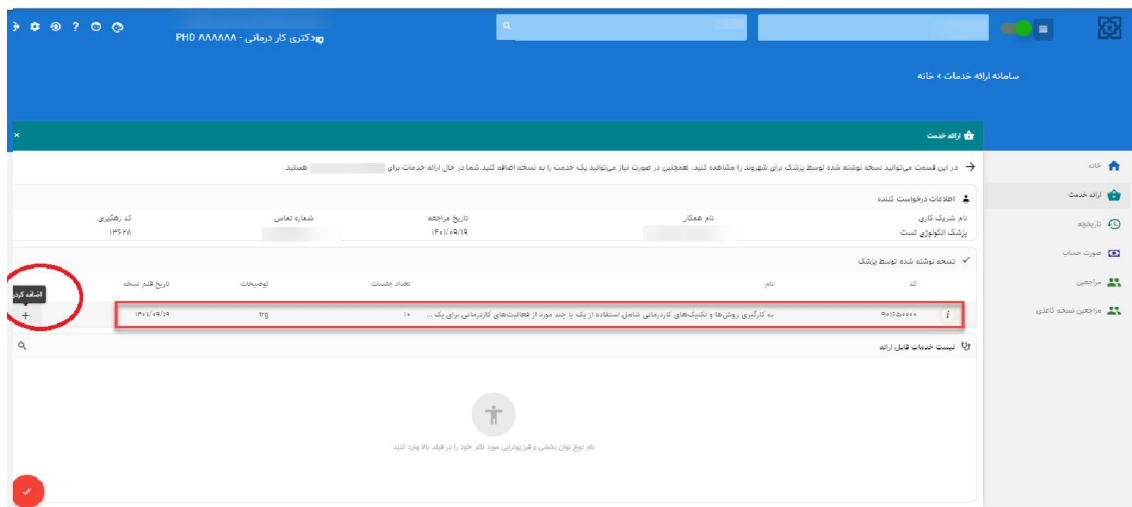 دکتری کار درمانی - PHD ۸۸۸۸۸۸
سامانه ارائه خدمات > خانه
ارائه خدمت
در این قسمت می‌توانید نسخه نوشته شده توسط پزشک برای شهروند را مشاهده کنید، همچنین در صورت نیاز می‌توانید یک خدمت را به نسخه اضافه کنید.شما در حال ارائه خدمات برای هستید.
اطلاعات درخواست کننده
نام شریک کاری نام همکار تاریخ مراجعه شماره تماس کد رهگیری
پزشک انکولوژی تست ۱۴۰۱/۰۹/۱۹ ۱۳۶۲۸
نسخه نوشته شده توسط پزشک
کد نام تعداد جلسات توضیحات تاریخ قلم نسخه
اضافه کردن
به کارگیری روش‌ها و تکنیک‌های کاردرمانی شامل استفاده از یک یا چند مورد از فعالیت‌های کاردرمانی برای یک ... ۱۰ trg ۱۴۰۱/۰۹/۱۹
لیست خدمات قابل ارائه
نام نوع توان بخشی و فیزیوتراپی مورد نظر خود را در فیلد بالا وارد کنید
خانه
ارائه خدمت
تاریخچه
صورت حساب
مراجعین
مراجعین نسخه کاغذی